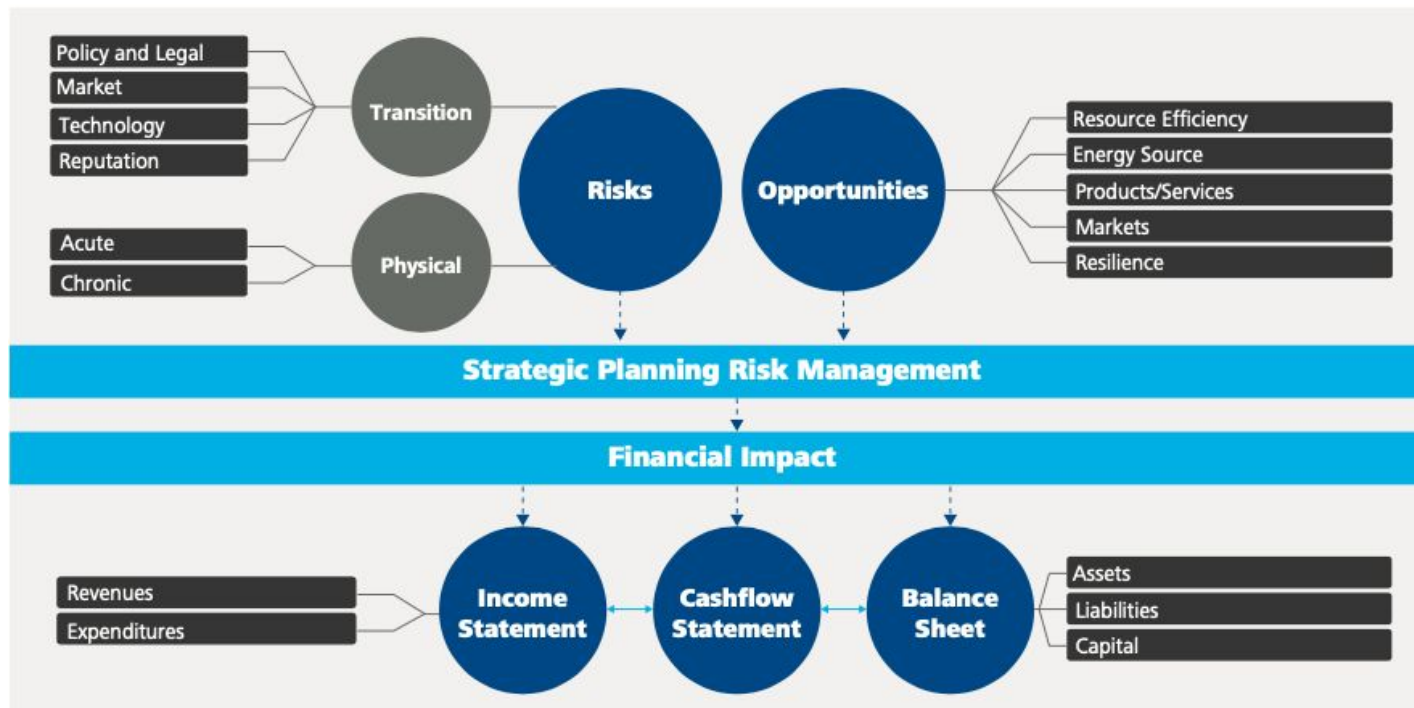 Policy and Legal
Market
Technology
Reputation
Transition
Acute
Chronic
Physical
Risks
Opportunities
Resource Efficiency
Energy Source
Products/Services
Markets
Resilience
Strategic Planning Risk Management
Financial Impact
Revenues
Expenditures
Income
Statement
Cashflow
Statement
Balance
Sheet
Assets
Liabilities
Capital